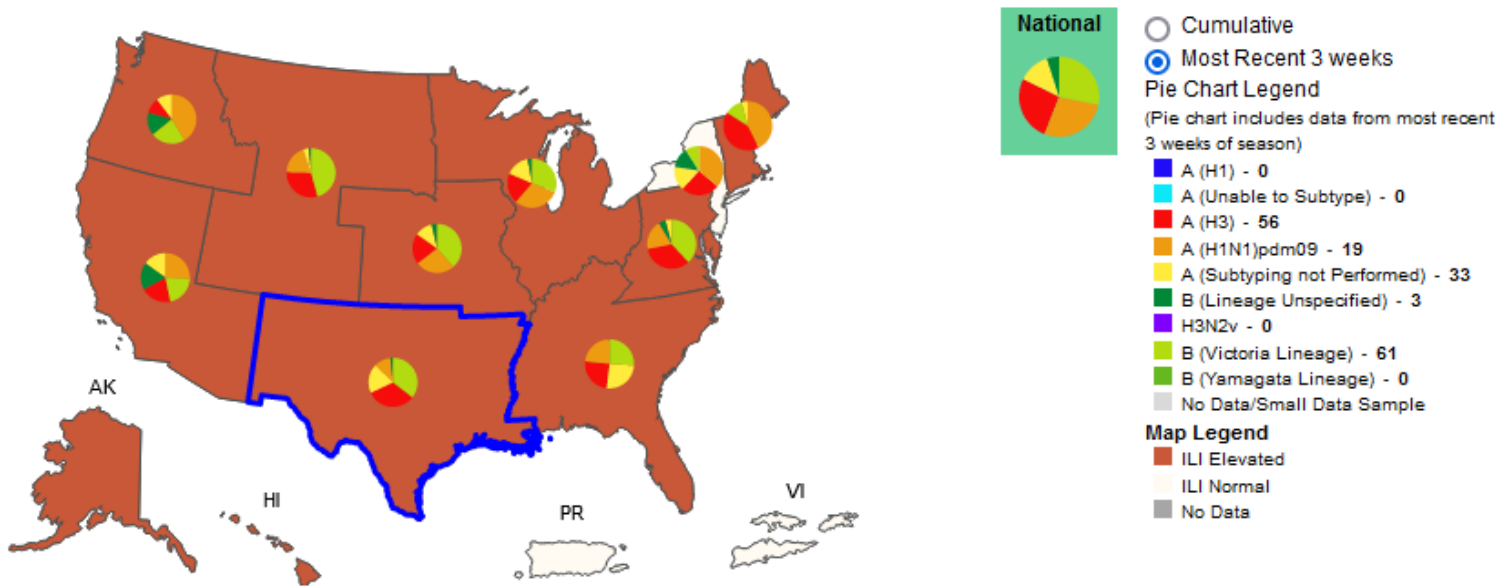 National
Cumulative
Most Recent 3 weeks
Pie Chart Legend
(Pie chart includes data from most recent
3 weeks of season)
A (H1) - 0
A (Unable to Subtype) - 0
A (H3) - 56
A (H1N1)pdm09 - 19
A (Subtyping not Performed) - 33
B (Lineage Unspecified) - 3
H3N2v - 0
B (Victoria Lineage) - 61
B (Yamagata Lineage) - 0
No Data/Small Data Sample
Map Legend
ILI Elevated
ILI Normal
No Data
AK
HI
PR
VI